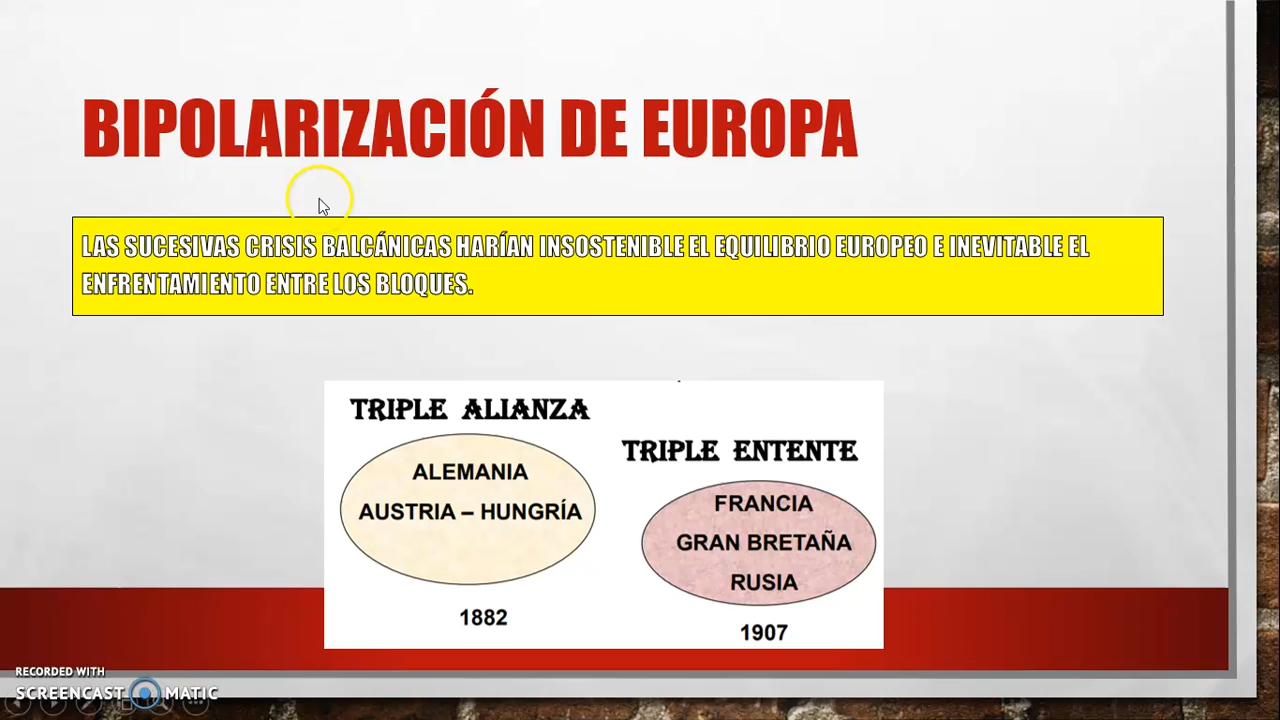 BIPOLARIZACIÓN DE EUROPA
LAS SUCESIVAS CRISIS BALCÁNICAS HARÍAN INSOSTENIBLE EL EQUILIBRIO EUROPEO E INEVITABLE EL
ENFRENTAMIENTO ENTRE LOS BLOQUES.
TRIPLE ALIANZA
ALEMANIA
AUSTRIA – HUNGRÍA
1882
TRIPLE ENTENTE
FRANCIA
GRAN BRETAÑA
RUSIA
1907
RECORDED WITH
SCREENCAST MATIC